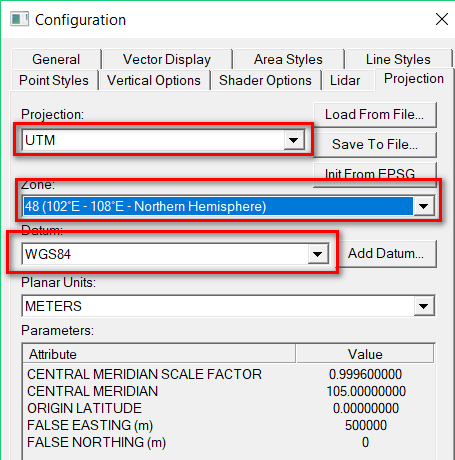 Configuration
General Vector Display Area Styles Line Styles
Point Styles Vertical Options Shader Options Lidar Projection
Projection:
Load From File...
UTM
Save To File...
Init From EPSG
Zone:
48 (102°E - 108°E - Northern Hemisphere)
Datum:
WGS84
Add Datum...
Planar Units:
METERS
Parameters:
Attribute Value
CENTRAL MERIDIAN SCALE FACTOR 0.999600000
CENTRAL MERIDIAN 105.00000000
ORIGIN LATITUDE 0.00000000
FALSE EASTING (m) 500000
FALSE NORTHING (m) 0